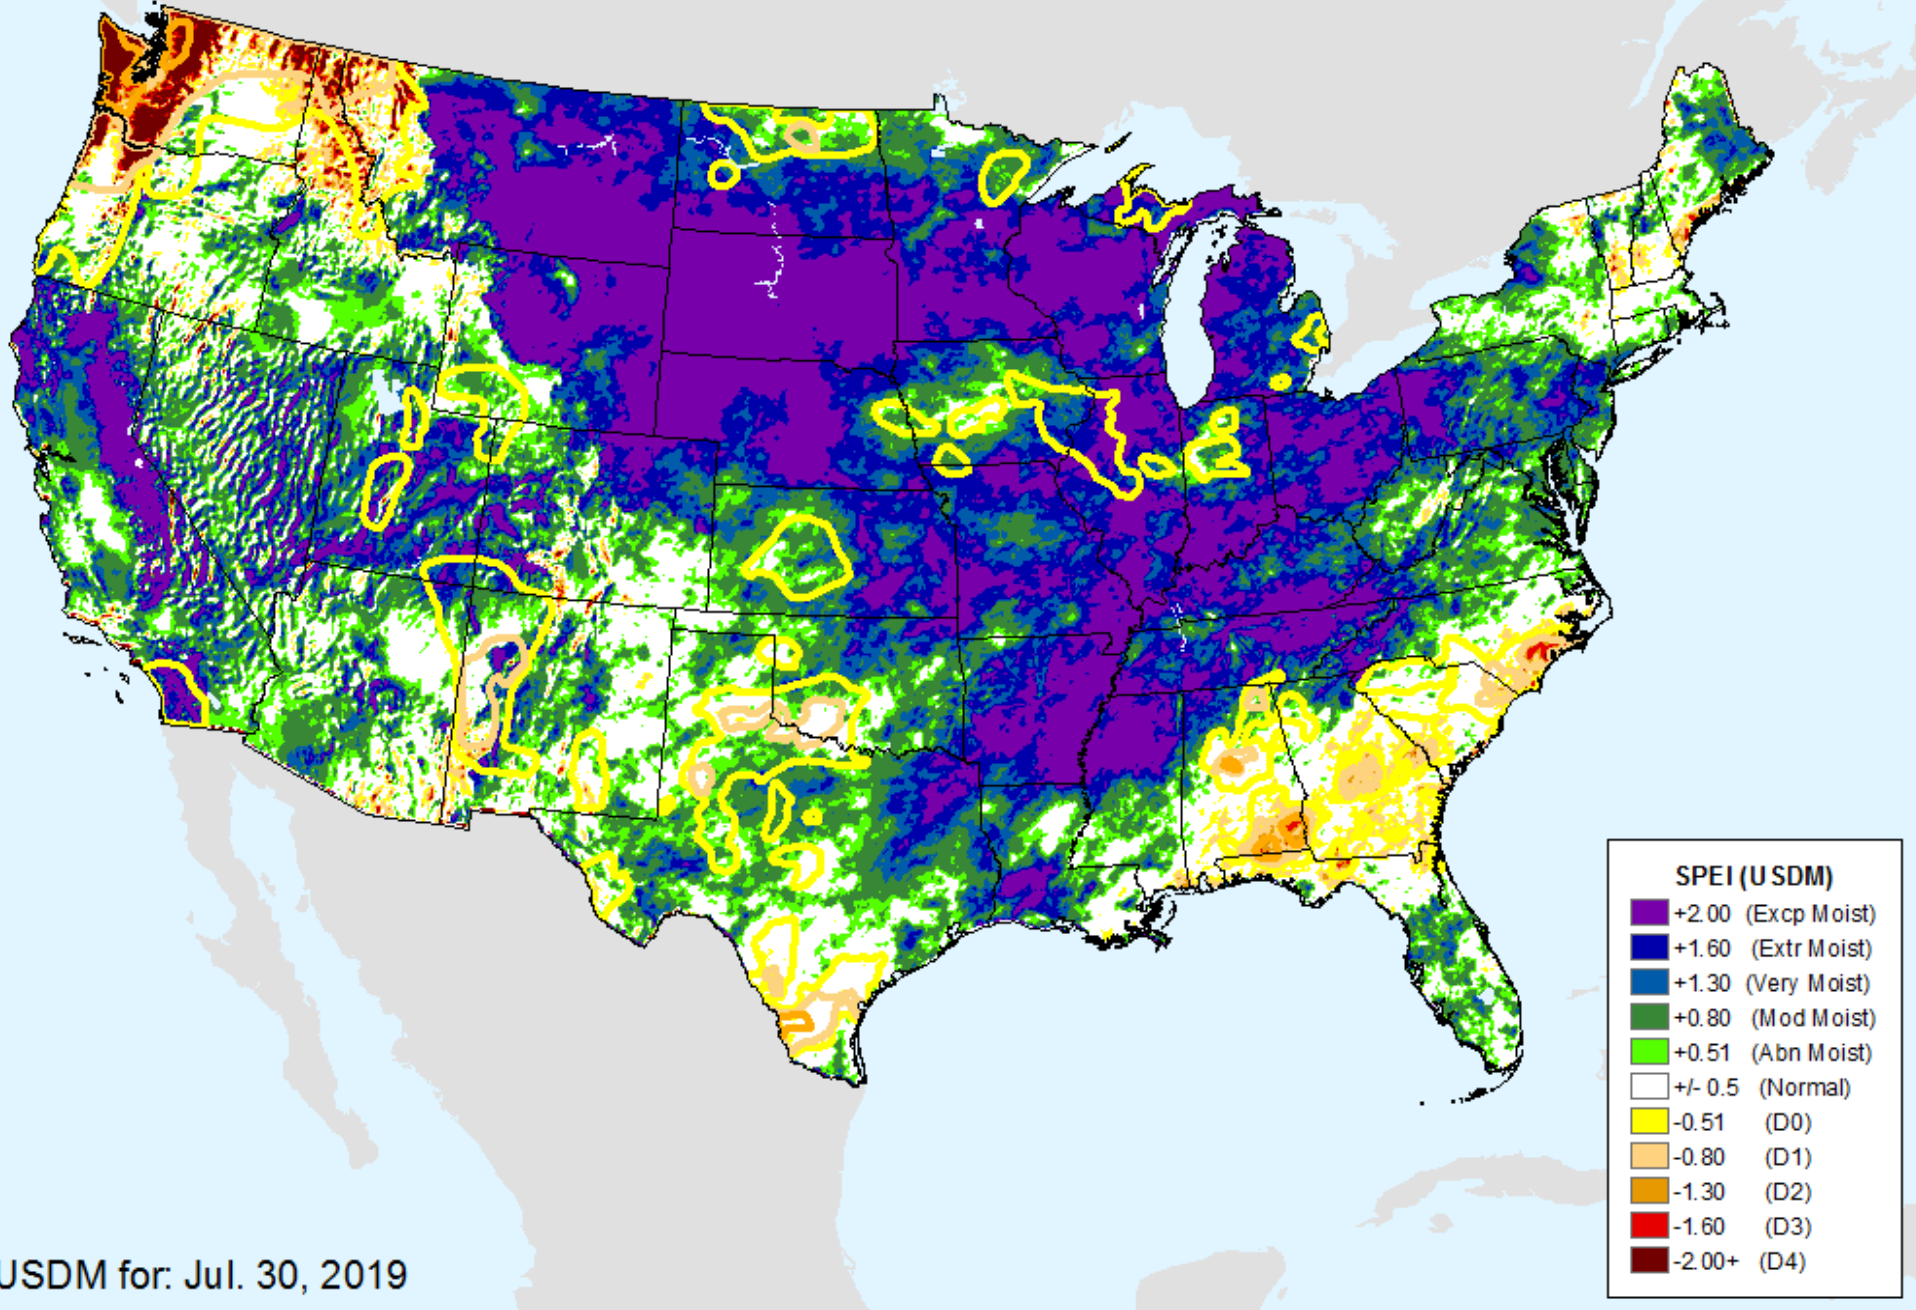 SPEI (USDM)
+2.00 (Excp Moist)
+1.60 (Extr Moist)
+1.30 (Very Moist)
+0.80 (Mod Moist)
+0.51 (Abn Moist)
+/- 0.5 (Normal)
-0.51 (D0)
-0.80 (D1)
-1.30 (D2)
-1.60 (D3)
-2.00+ (D4)
USDM for: Jul. 30, 2019